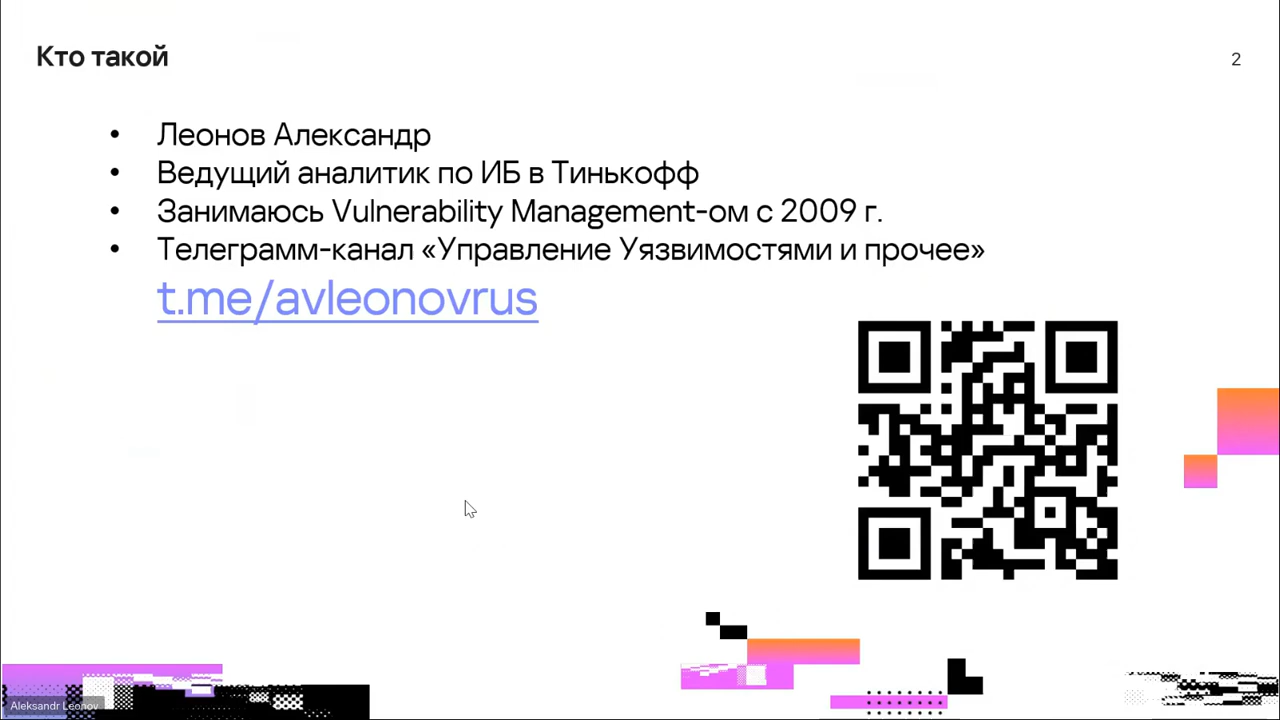 Кто такой
2
• Леонов Александр
• Ведущий аналитик по ИБ в Тинькофф
• Занимаюсь Vulnerability Management-ом с 2009 г.
• Телеграмм-канал «Управление Уязвимостями и прочее»
t.me/avleonovrus
Aleksandr Leonov